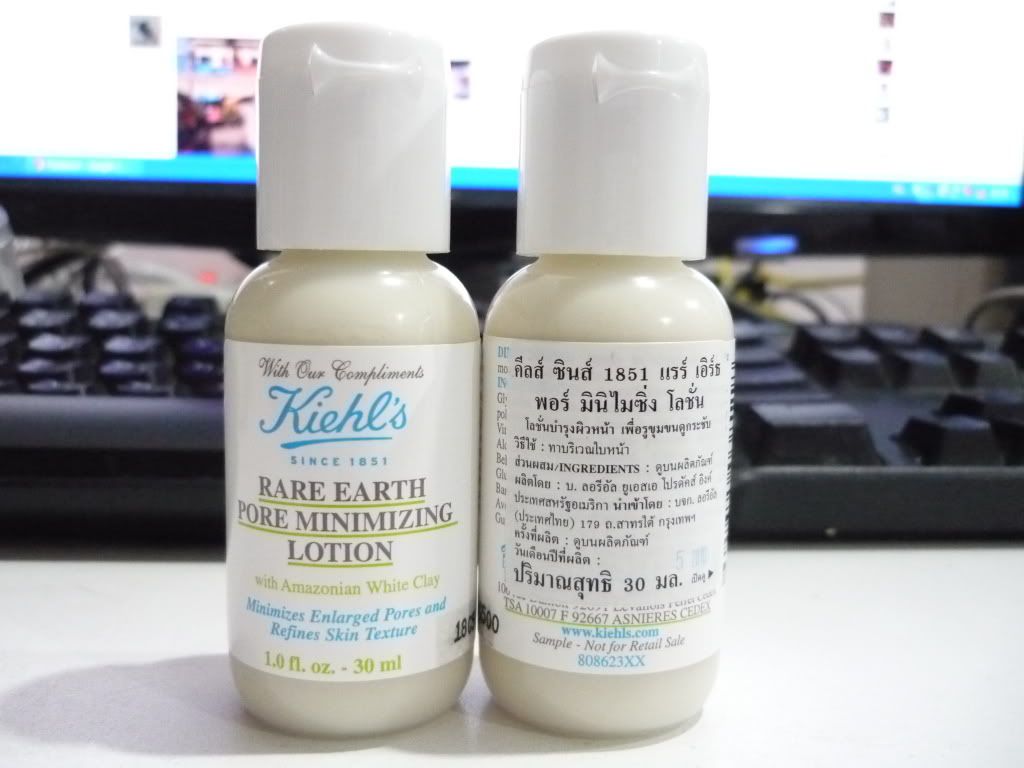 With Our Compliments
Kiehl's
SINCE 1851
RARE EARTH
PORE MINIMIZING
LOTION
with Amazonian White Clay
Minimizes Enlarged Pores and
Refines Skin Texture
1.0 fl. oz. - 30 ml
คีลส์ ซินส์ 1851 แรร์ เอิร์ธ
พอร์ มินิไมซิ่ง โลชั่น
โลชั่นบำรุงผิวหน้า เพื่อรูขุมขนดูกระชับ
วิธีใช้ : ทาบริเวณใบหน้า
ส่วนผสม/INGREDIENTS : ดูบนผลิตภัณฑ์
ผลิตโดย : บ. ลอรีอัล ยูเอสเอ โปรดัคส์ อิงค์
ประเทศสหรัฐอเมริกา นำเข้าโดย : บจก. ลอรีอัล
(ประเทศไทย) 179 ถ.สาทรใต้ กรุงเทพฯ
ครั้งที่ผลิต : ดูบนผลิตภัณฑ์
วันเดือนปีที่ผลิต :
ปริมาณสุทธิ 30 มล. เปิดดู
TSA 10007 F 92667 ASNIERES CEDEX
www.kiehls.com
Sample - Not for Retail Sale
808623XX